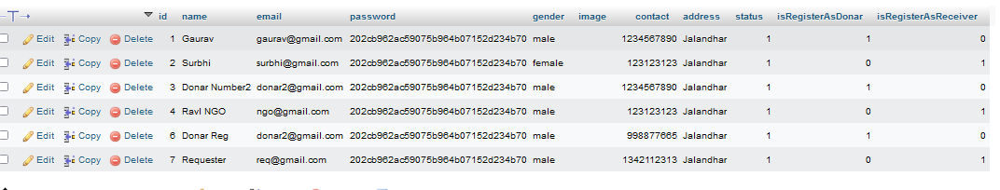 id name email password gender image contact address status isRegisterAsDonar isRegisterAsReceiver
Edit Copy Delete 1 Gaurav gaurav@gmail.com 202cb962ac59075b964b07152d234b70 male 1234567890 Jalandhar 1 1 0
Edit Copy Delete 2 Surbhi surbhi@gmail.com 202cb962ac59075b964b07152d234b70 female 123123123 Jalandhar 1 0 1
Edit Copy Delete 3 Donar Number2 donar2@gmail.com 202cb962ac59075b964b07152d234b70 male 1234567890 Jalandhar 1 1 0
Edit Copy Delete 4 Ravi NGO ngo@gmail.com 202cb962ac59075b964b07152d234b70 male 123123123 Jalandhar 1 0 1
Edit Copy Delete 6 Donar Reg donar2@gmail.com 202cb962ac59075b964b07152d234b70 male 998877665 Jalandhar 1 1 0
Edit Copy Delete 7 Requester req@gmail.com 202cb962ac59075b964b07152d234b70 male 1342112313 Jalandhar 1 0 1